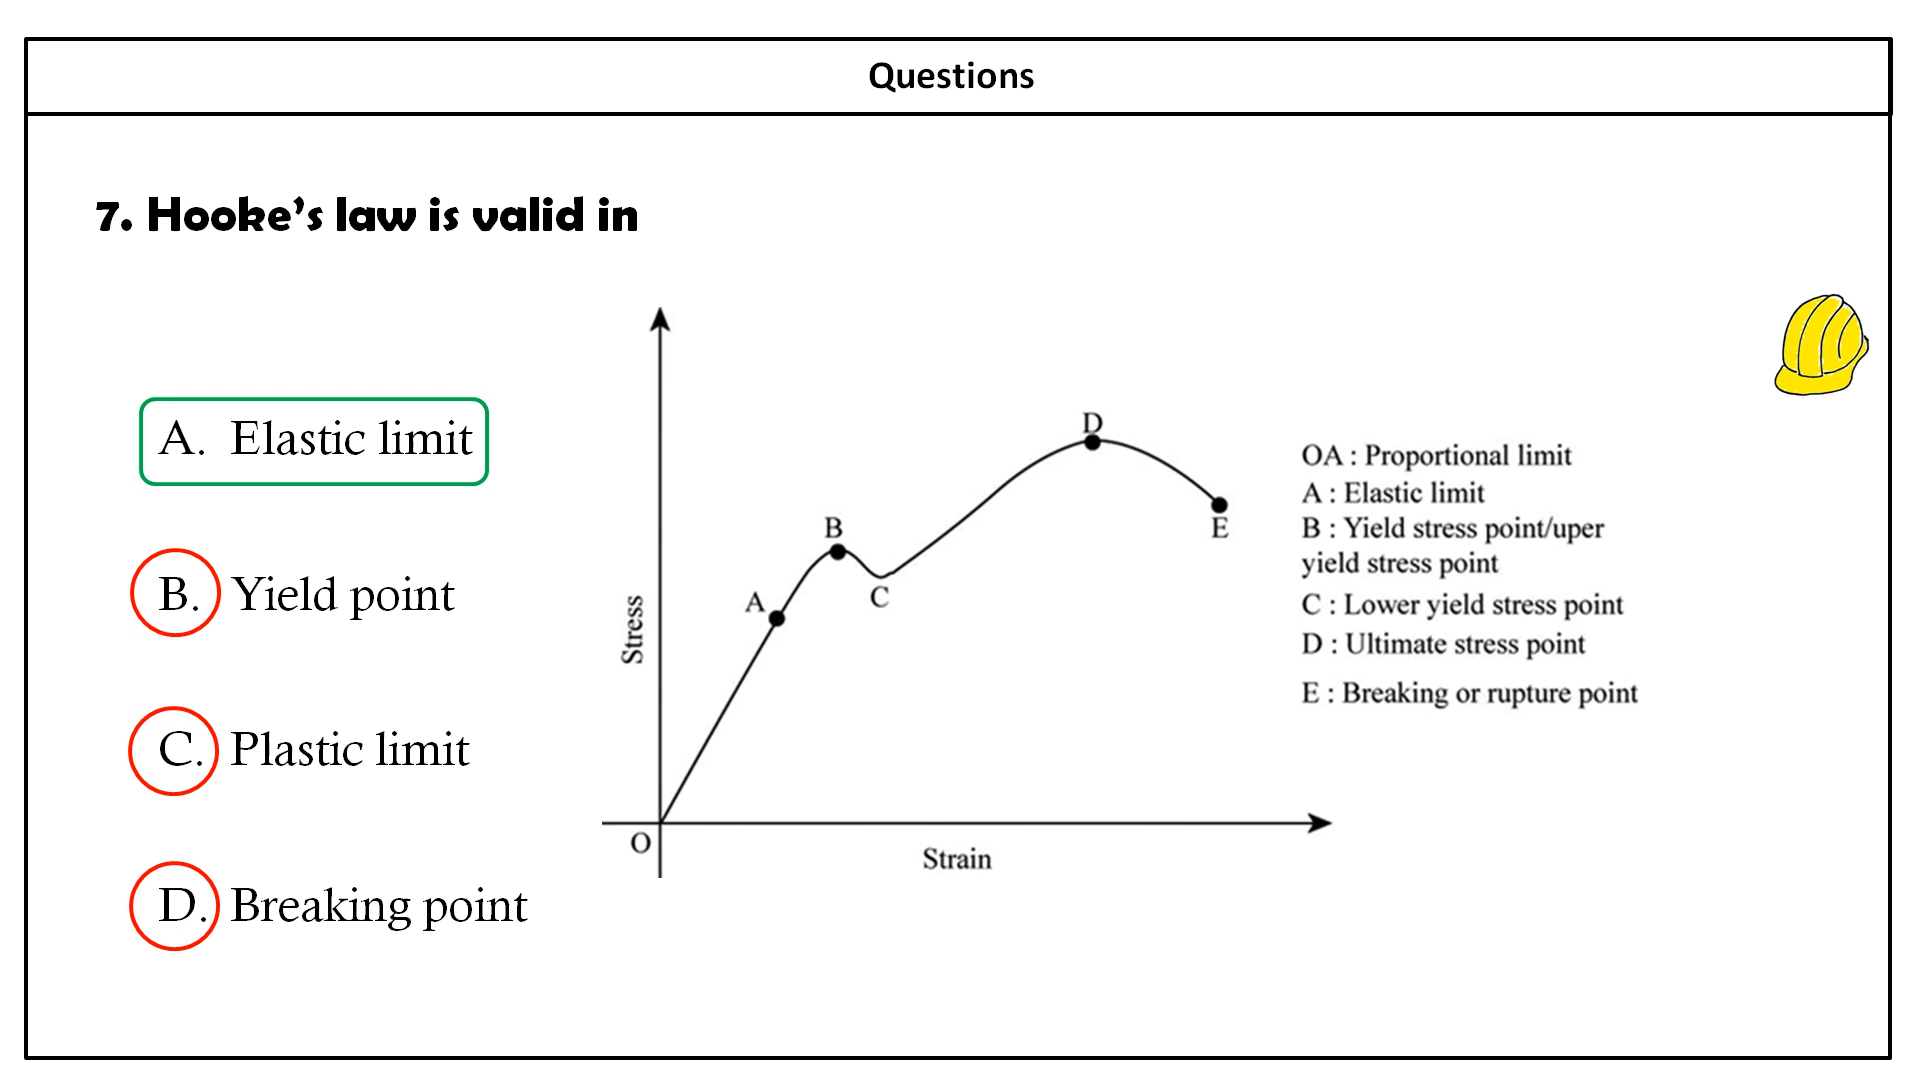 Questions
7. Hooke's law is valid in
A. Elastic limit
B. Yield point
C. Plastic limit
D. Breaking point
Stress
Strain
O
A
B
C
D
E
OA : Proportional limit
A : Elastic limit
B : Yield stress point/uper
yield stress point
C : Lower yield stress point
D : Ultimate stress point
E : Breaking or rupture point